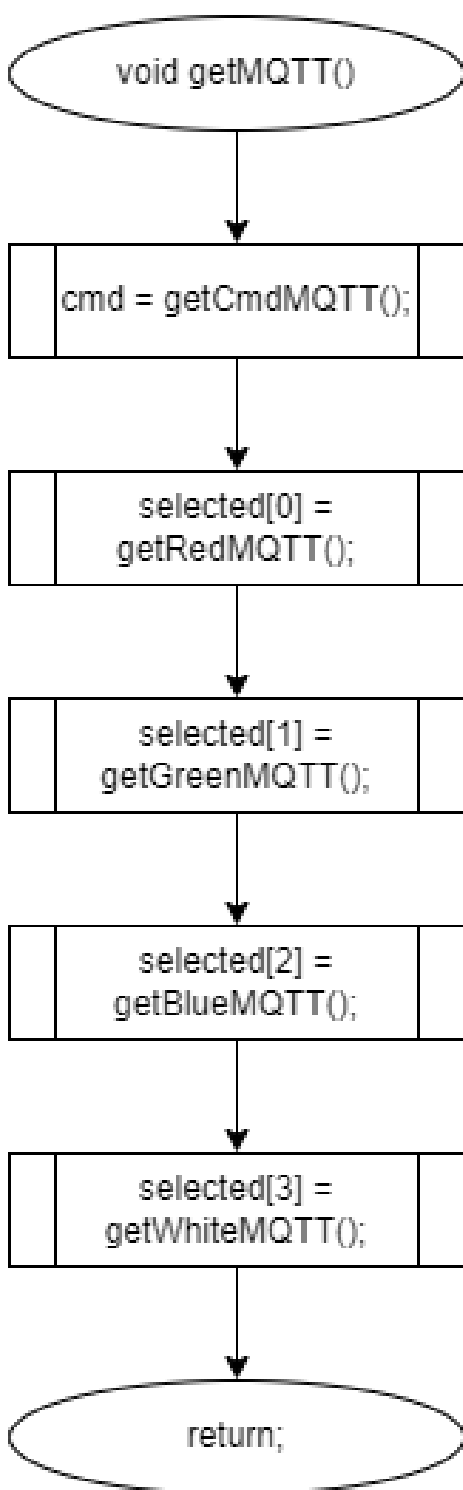 void getMQTT()
cmd = getCmdMQTT();
selected[0] =
getRedMQTT();
selected[1] =
getGreenMQTT();
selected[2] =
getBlueMQTT();
selected[3] =
getWhiteMQTT();
return;